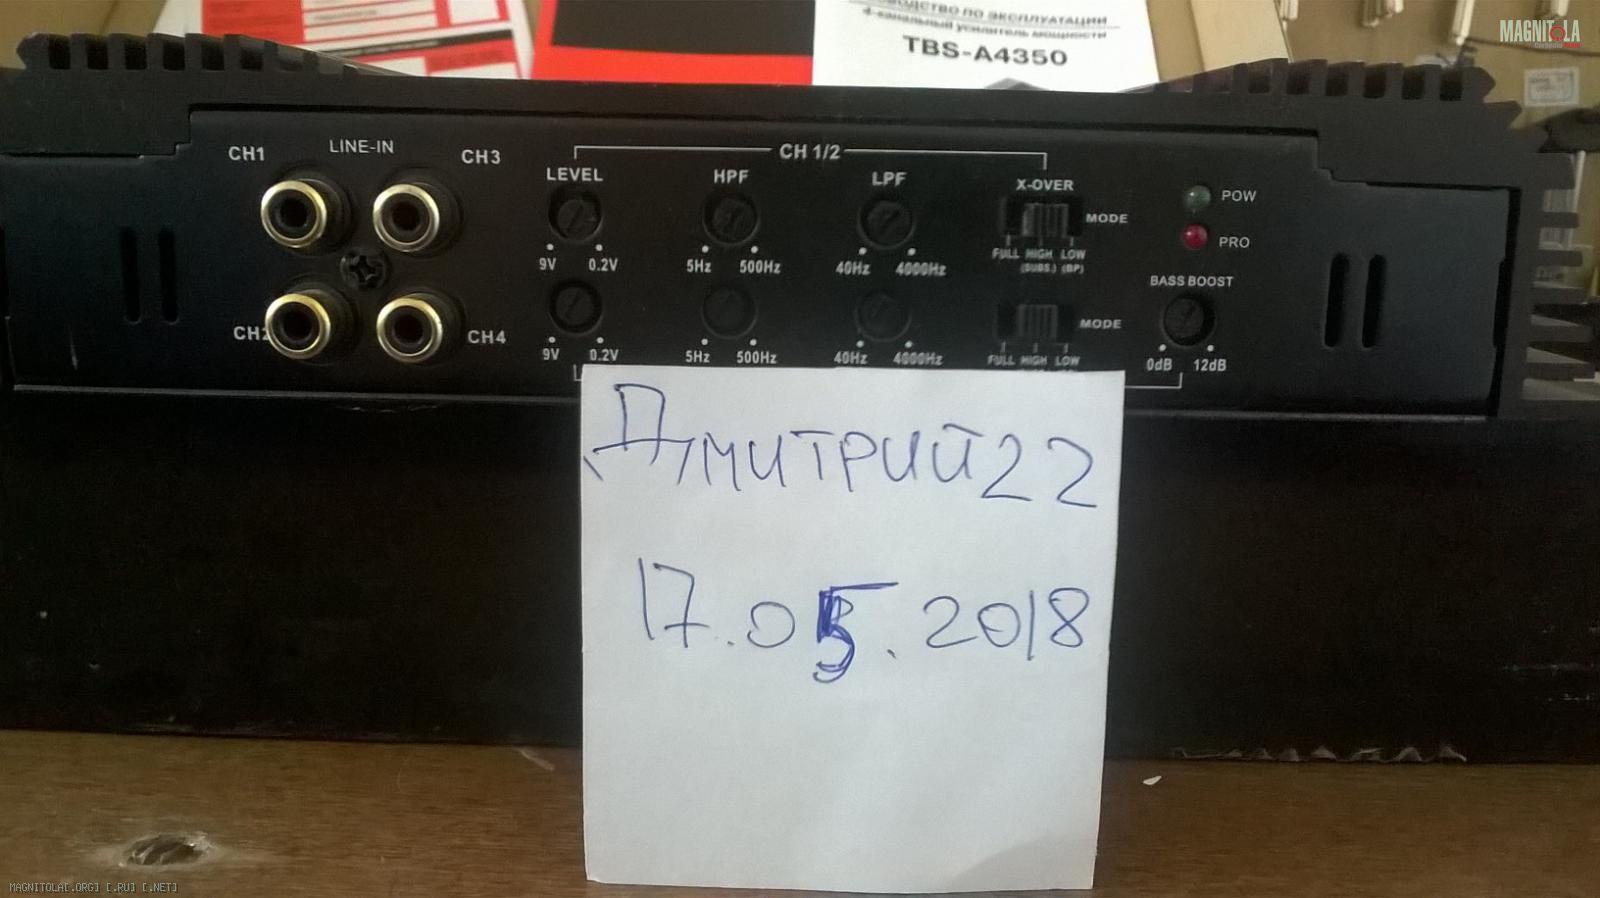 MAGNITOLA
РУКОВОДСТВО ПО ЭКСПЛУАТАЦИИ
4-канальный усилитель мощности
TBS-A4350
CH1 LINE-IN CH3
CH 1/2
LEVEL HPF LPF X-OVER
MODE
POW
PRO
9V 0.2V 5Hz 500Hz 40Hz 4000Hz FULL HIGH LOW
(SUBS.) (BP)
BASS BOOST
CH2 CH4
MODE
9V 0.2V 5Hz 500Hz 40Hz 4000Hz FULL HIGH LOW
0dB 12dB
Дмитрий22
17.05.2018
MAGNITOLA[.ORG] [.RU] [.NET]